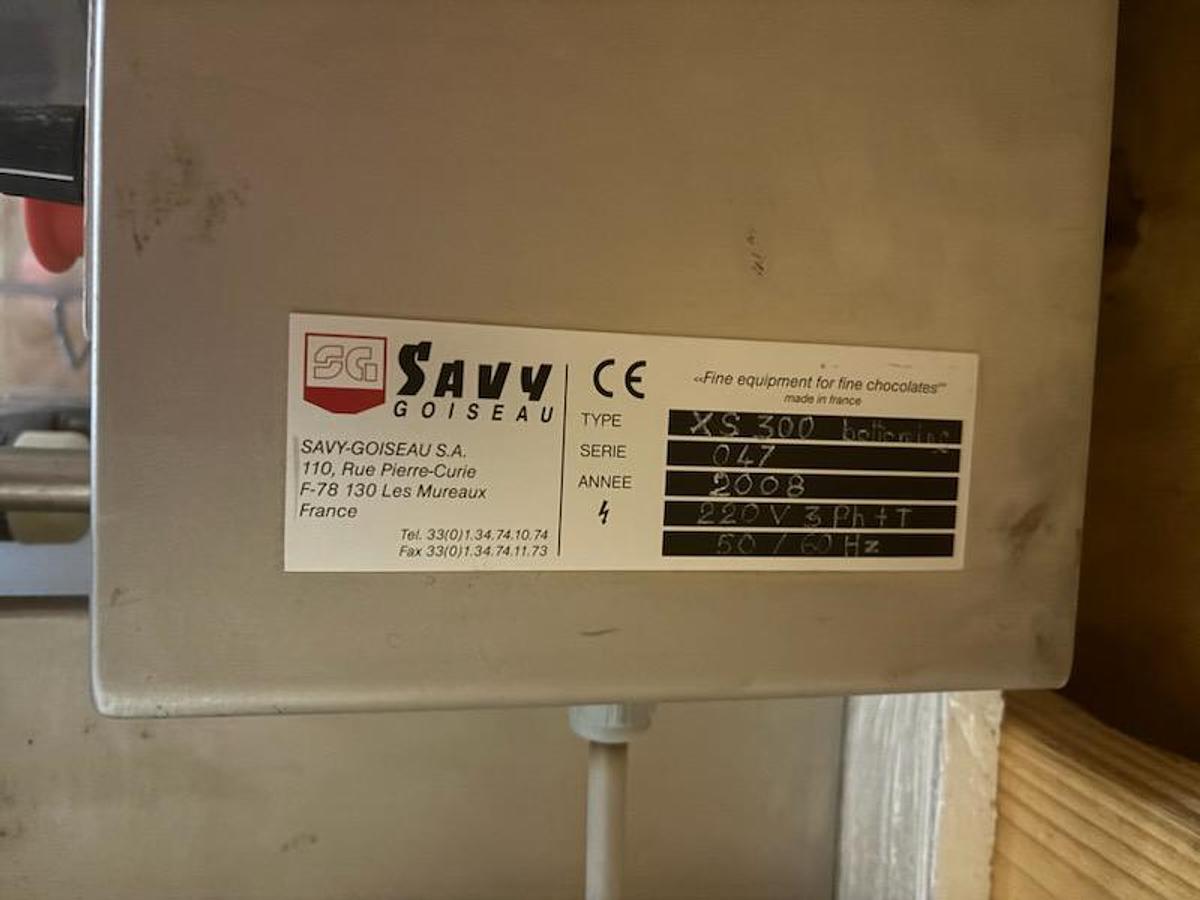 SG
SAVY
GOISEAU
SAVY-GOISEAU S.A.
110, Rue Pierre-Curie
F-78 130 Les Mureaux
France
Tel. 33(0)1.34.74.10.74
Fax 33(0)1.34.74.11.73
CE
«Fine equipment for fine chocolates»
made in france
TYPE XS 300 bottoming
SERIE 047
ANNEE 2008
220V 3Ph+T
50/60Hz